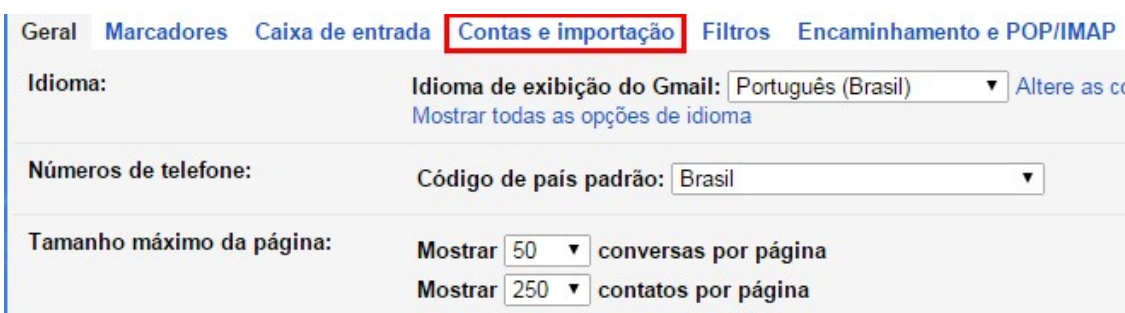 Geral Marcadores Caixa de entrada Contas e importação Filtros Encaminhamento e POP/IMAP
Idioma: Idioma de exibição do Gmail: Português (Brasil) Altere as
Mostrar todas as opções de idioma
Números de telefone: Código de país padrão: Brasil
Tamanho máximo da página: Mostrar 50 conversas por página
Mostrar 250 contatos por página